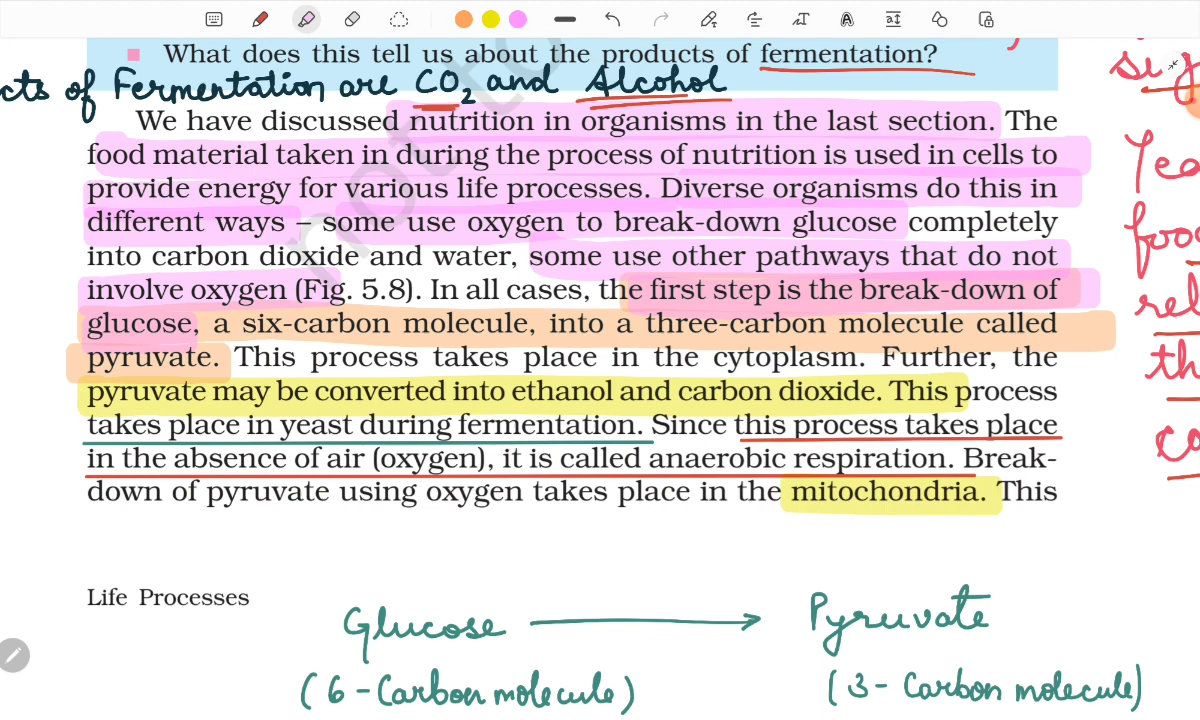 What does this tell us about the products of fermentation?
cts of Fermentation are CO₂ and Alcohol
We have discussed nutrition in organisms in the last section. The
food material taken in during the process of nutrition is used in cells to
provide energy for various life processes. Diverse organisms do this in
different ways – some use oxygen to break-down glucose completely
into carbon dioxide and water, some use other pathways that do not
involve oxygen (Fig. 5.8). In all cases, the first step is the break-down of
glucose, a six-carbon molecule, into a three-carbon molecule called
pyruvate. This process takes place in the cytoplasm. Further, the
pyruvate may be converted into ethanol and carbon dioxide. This process
takes place in yeast during fermentation. Since this process takes place
in the absence of air (oxygen), it is called anaerobic respiration. Break-
down of pyruvate using oxygen takes place in the mitochondria. This
Yea
foo
rel
th
co
Life Processes
Glucose → Pyruvate
(6-Carbon molecule) (3-Carbon molecule)